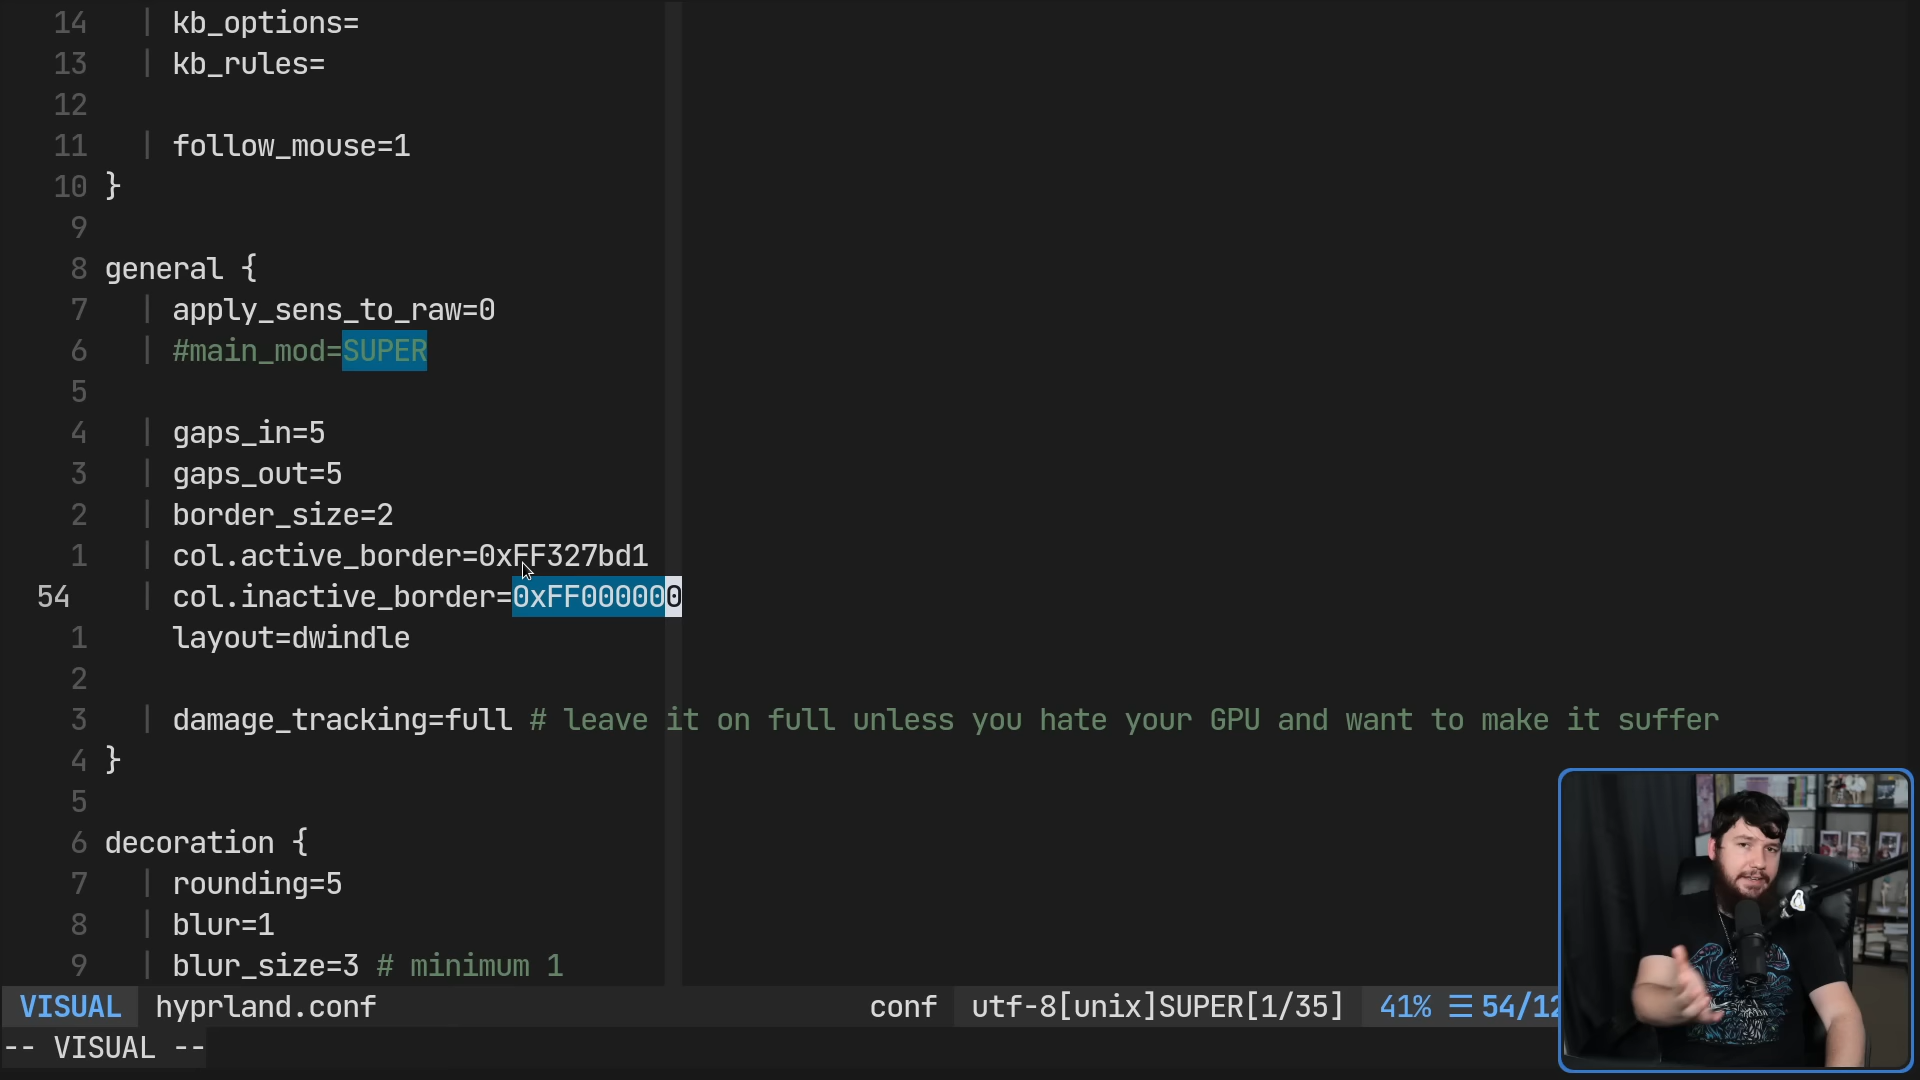 14 | kb_options=
13 | kb_rules=
12
11 | follow_mouse=1
10 }
9
8 general {
7 | apply_sens_to_raw=0
6 | #main_mod=SUPER
5
4 | gaps_in=5
3 | gaps_out=5
2 | border_size=2
1 | col.active_border=0xFF327bd1
54 | col.inactive_border=0xFF000000
1 layout=dwindle
2
3 | damage_tracking=full # leave it on full unless you hate your GPU and want to make it suffer
4 }
5
6 decoration {
7 | rounding=5
8 | blur=1
9 | blur_size=3 # minimum 1
VISUAL hyprland.conf conf utf-8[unix]SUPER[1/35] 41% ☰ 54/12
-- VISUAL --